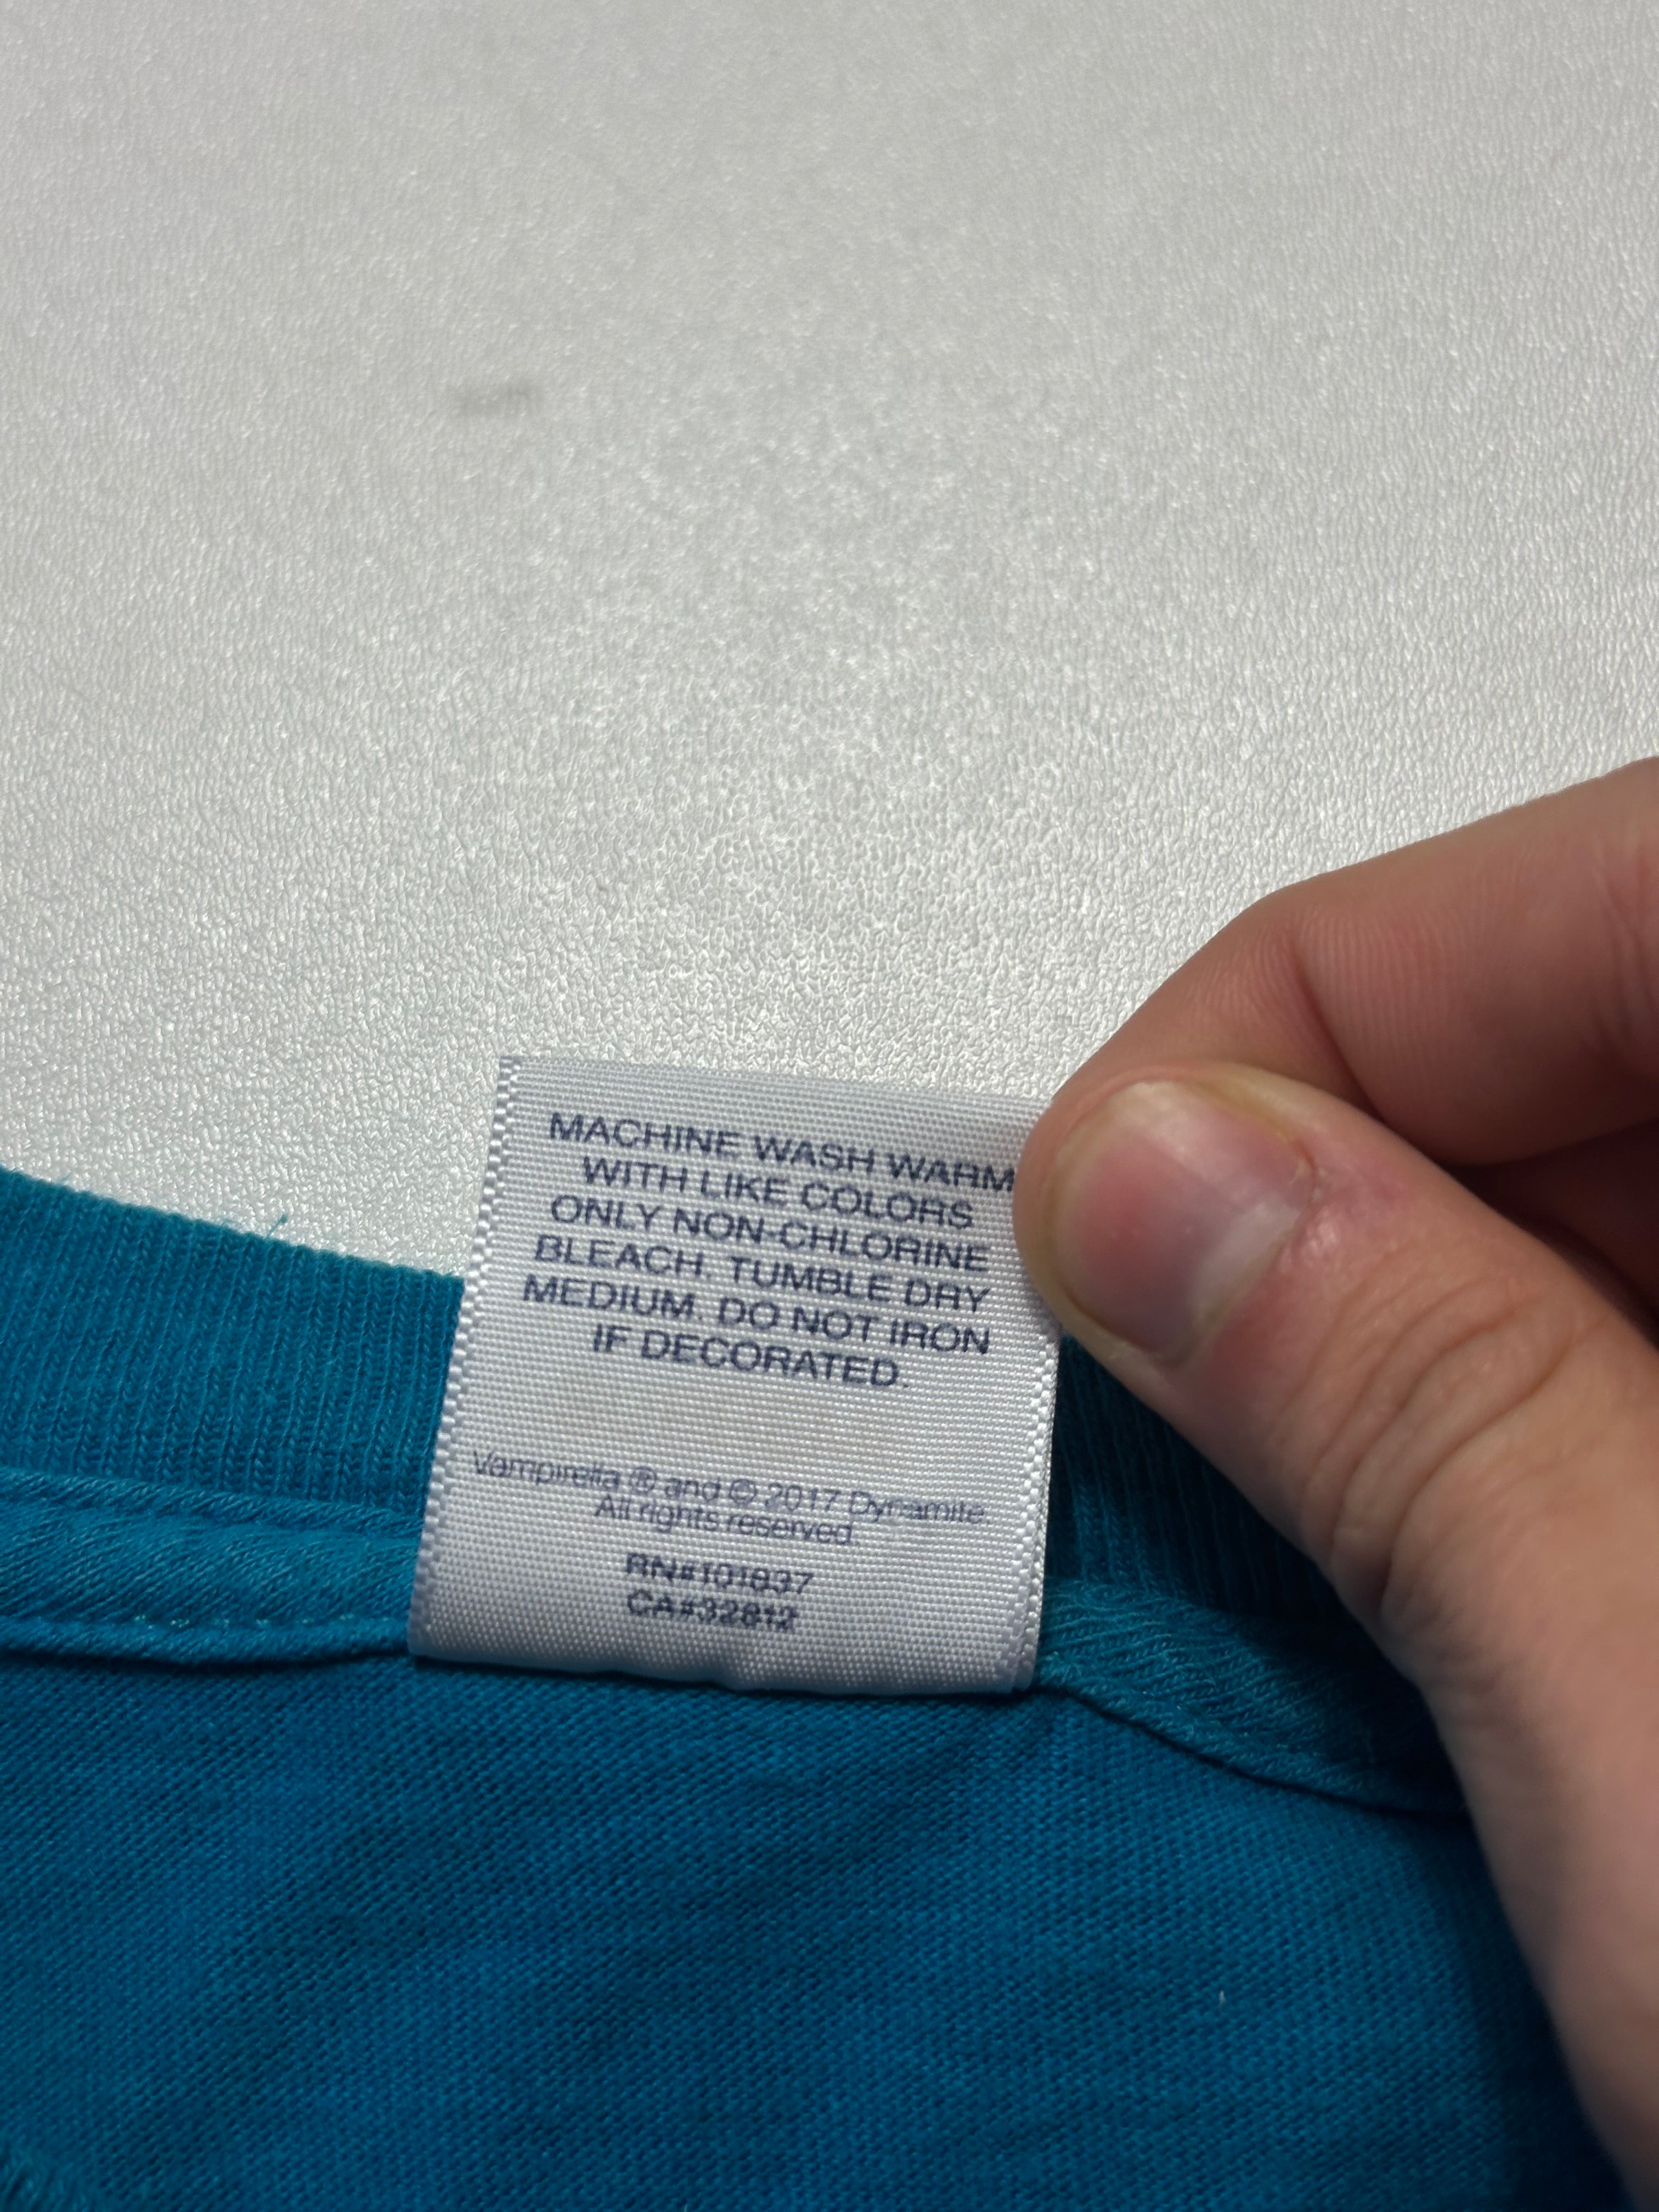 MACHINE WASH WARM
WITH LIKE COLORS
ONLY NON-CHLORINE
BLEACH. TUMBLE DRY
MEDIUM. DO NOT IRON
IF DECORATED.
Vampirella ® and © 2017 Dynamite
All rights reserved.
RN#101837
CA#32812